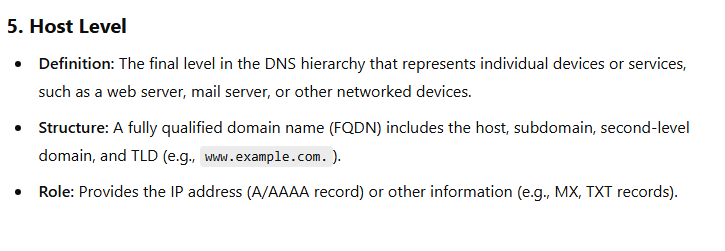 5. Host Level
• Definition: The final level in the DNS hierarchy that represents individual devices or services,
such as a web server, mail server, or other networked devices.
• Structure: A fully qualified domain name (FQDN) includes the host, subdomain, second-level
domain, and TLD (e.g., www.example.com. ).
• Role: Provides the IP address (A/AAAA record) or other information (e.g., MX, TXT records).